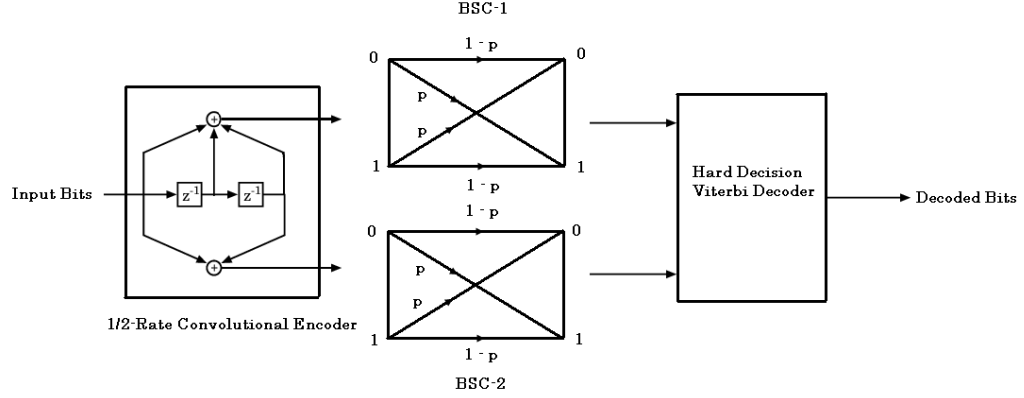 BSC-1
1 - p
0
0
p
p
1
1
1 - p
Input Bits
z-1
z-1
+
+
1/2-Rate Convolutional Encoder
1 - p
0
0
p
p
1
1
1 - p
BSC-2
Hard Decision
Viterbi Decoder
Decoded Bits